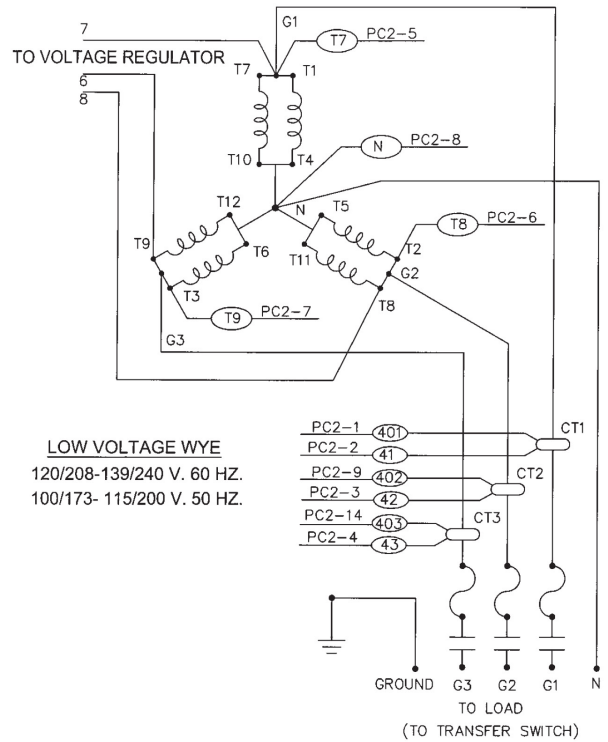 G1
7
T7 PC2-5
TO VOLTAGE REGULATOR
T7 T1
6
8
T10 T4
N PC2-8
T12 N T5
T8 PC2-6
T9 T6 T11 T2
G2
T3 T8
T9 PC2-7
G3
PC2-1 401 CT1
PC2-2 41
LOW VOLTAGE WYE
120/208-139/240 V. 60 HZ.
100/173- 115/200 V. 50 HZ.
PC2-9 402 CT2
PC2-3 42
PC2-14 403 CT3
PC2-4 43
GROUND G3 G2 G1 N
TO LOAD
(TO TRANSFER SWITCH)